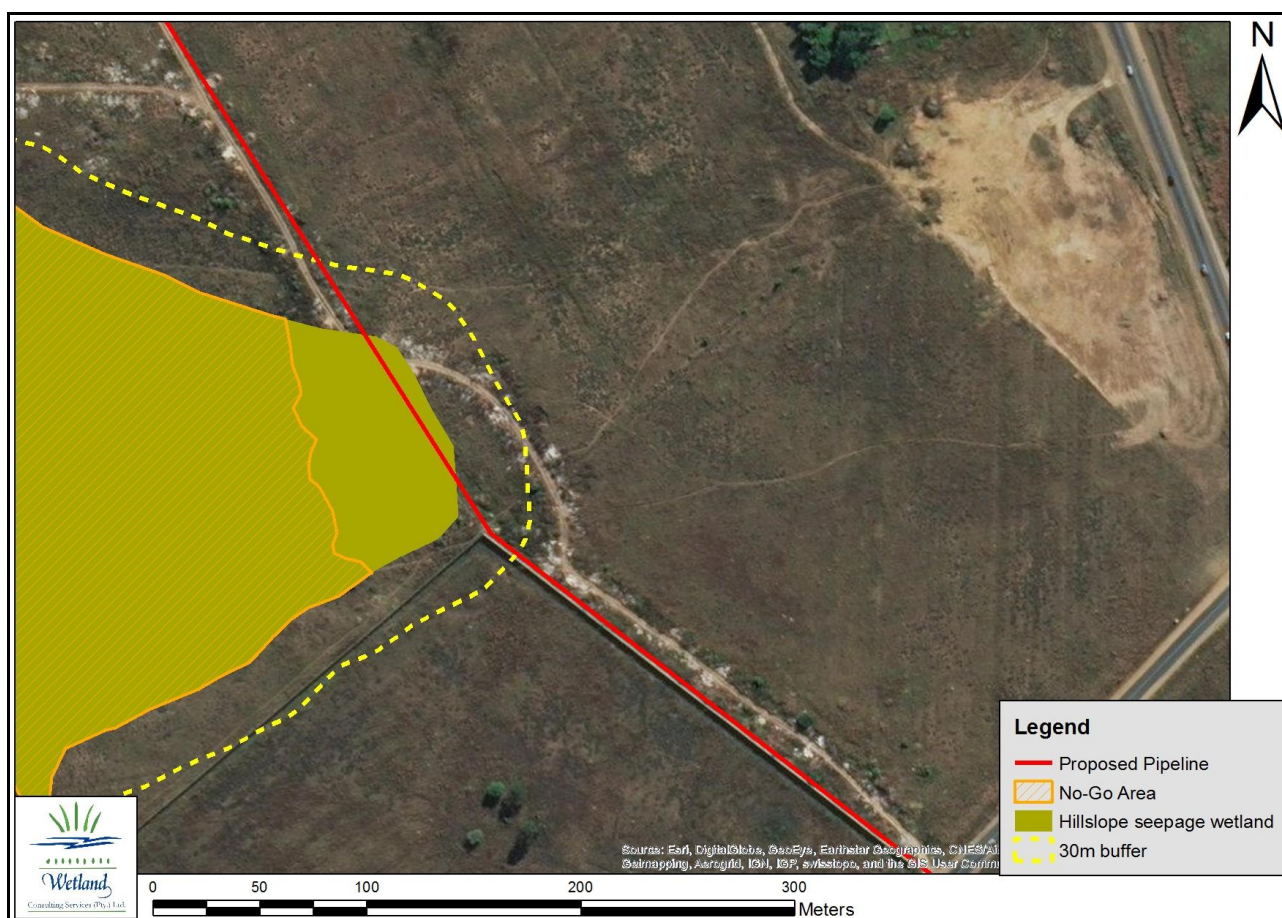 N
Legend
Proposed Pipeline
No-Go Area
Hillslope seepage wetland
30m buffer
Source: Esri, DigitalGlobe, GeoEye, Earthstar Geographics, CNES/Ai
Getmapping, Aerogrid, IGN, IGP, swisstopo, and the GIS User Comm
Wetland
Consulting Services (Pty.) Ltd.
0 50 100 200 300
Meters